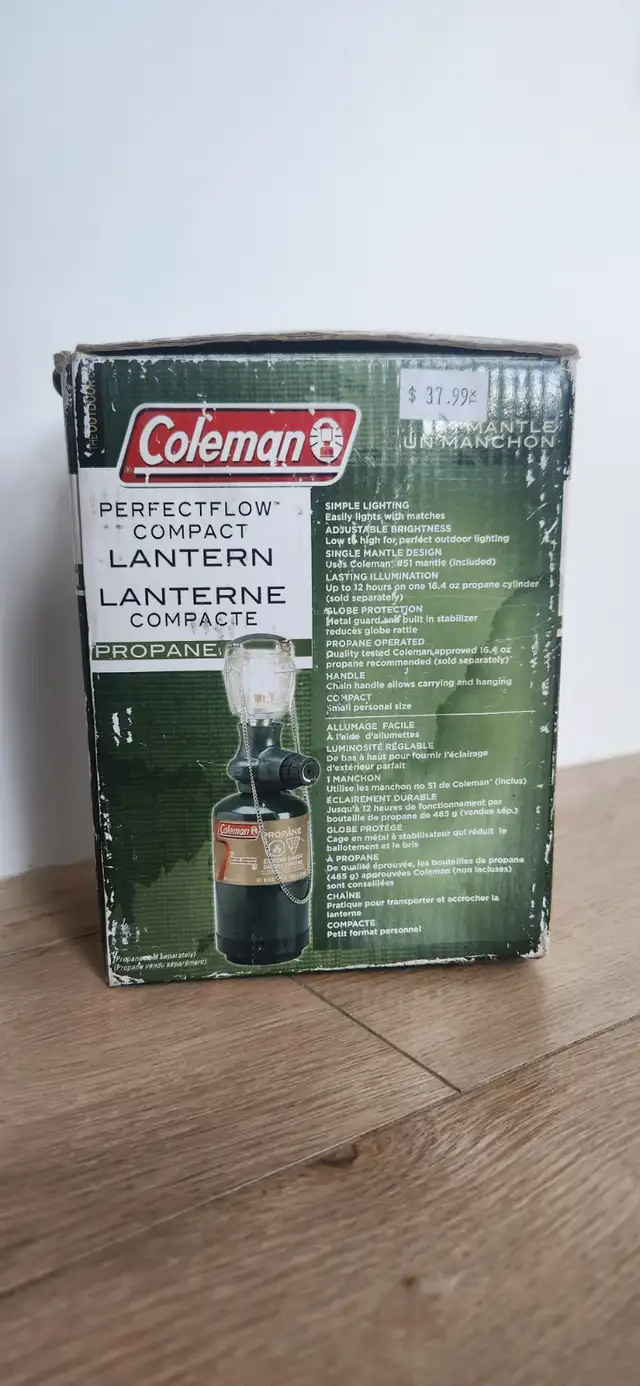 THE OUTDOOR
Coleman
$ 37.99
MANTLE
UN MANCHON
PERFECTFLOW™
COMPACT
LANTERN
LANTERNE
COMPACTE
PROPANE
SIMPLE LIGHTING
Easily lights with matches
ADJUSTABLE BRIGHTNESS
Low to high for perfect outdoor lighting
SINGLE MANTLE DESIGN
Uses Coleman® #51 mantle (included)
LASTING ILLUMINATION
Up to 12 hours on one 16.4 oz propane cylinder
(sold separately)
GLOBE PROTECTION
Metal guard and built in stabilizer
reduces globe rattle
PROPANE OPERATED
Quality tested Coleman approved 16.4 oz
propane recommended (sold separately)
HANDLE
Chain handle allows carrying and hanging
COMPACT
Small personal size
ALLUMAGE FACILE
À l'aide d'allumettes
LUMINOSITÉ RÉGLABLE
De bas à haut pour fournir l'éclairage
d'extérieur parfait
1 MANCHON
Utilise les manchon no 51 de Coleman® (inclus)
ÉCLAIREMENT DURABLE
Jusqu'à 12 heures de fonctionnement par
bouteille de propane de 465 g (vendue sép.)
GLOBE PROTÉGÉ
Cage en métal à stabilisateur qui réduit le
ballotement et le bris
À PROPANE
De qualité éprouvée, les bouteilles de propane
(465 g) approuvées Coleman (non incluses)
sont conseillées
CHAÎNE
Pratique pour transporter et accrocher la
lanterne
COMPACTE
Petit format personnel
Coleman
PROPANE
(Propane sold separately)
(Propane vendu séparément)